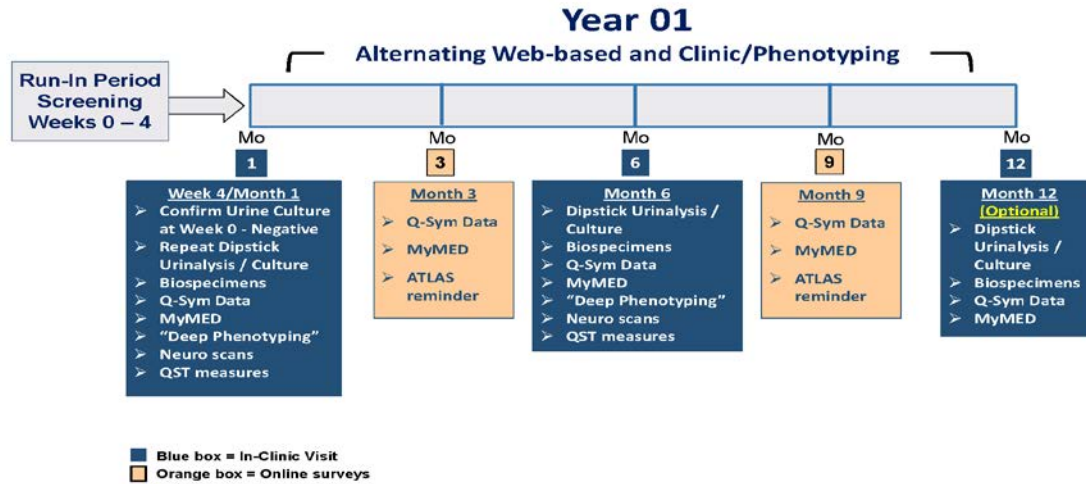 Year 01
Alternating Web-based and Clinic/Phenotyping
Run-In Period
Screening
Weeks 0 – 4
Mo
1
Mo
3
Mo
6
Mo
9
Mo
12
Week 4/Month 1
➢ Confirm Urine Culture
at Week 0 - Negative
➢ Repeat Dipstick
Urinalysis / Culture
➢ Biospecimens
➢ Q-Sym Data
➢ MyMED
➢ “Deep Phenotyping”
➢ Neuro scans
➢ QST measures
Month 3
➢ Q-Sym Data
➢ MyMED
➢ ATLAS
reminder
Month 6
➢ Dipstick Urinalysis /
Culture
➢ Biospecimens
➢ Q-Sym Data
➢ MyMED
➢ “Deep Phenotyping”
➢ Neuro scans
➢ QST measures
Month 9
➢ Q-Sym Data
➢ MyMED
➢ ATLAS
reminder
Month 12
(Optional)
➢ Dipstick
Urinalysis /
Culture
➢ Biospecimens
➢ Q-Sym Data
➢ MyMED
Blue box = In-Clinic Visit
Orange box = Online surveys